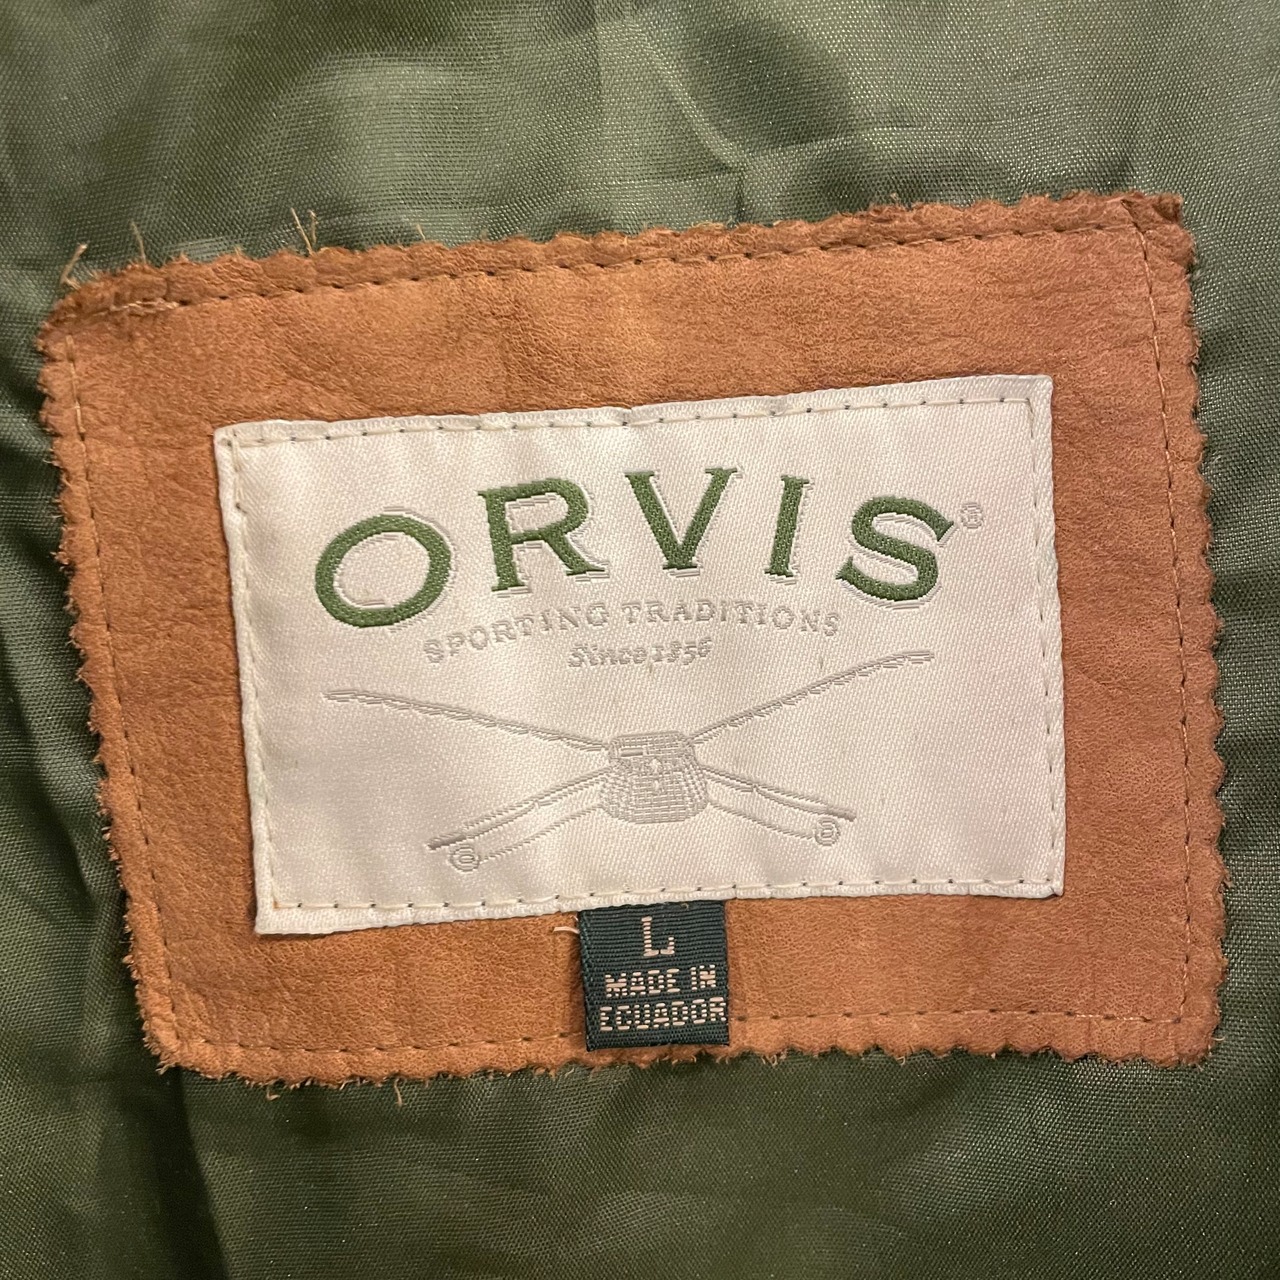 ORVIS®
SPORTING TRADITIONS
Since 1856
L
MADE IN
ECUADOR